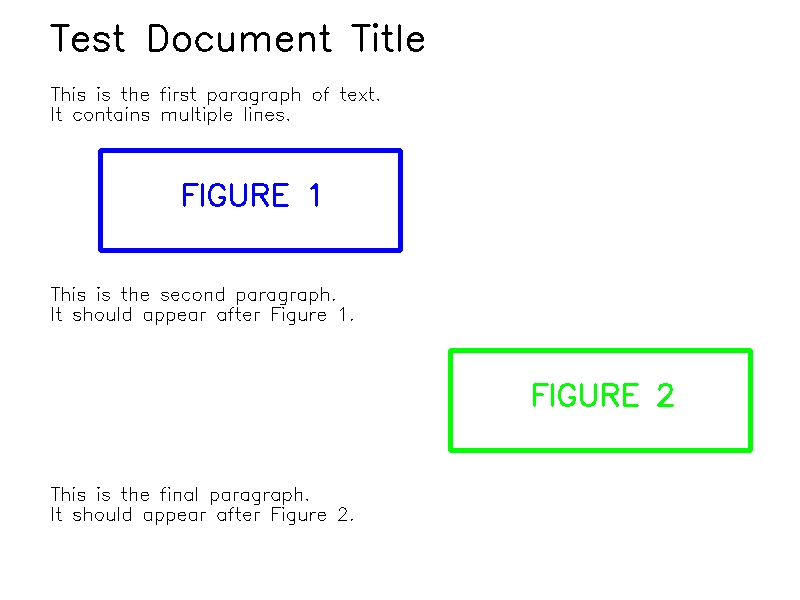 Test Document Title
This is the first paragraph of text.
It contains multiple lines.
FIGURE 1
This is the second paragraph.
It should appear after Figure 1.
FIGURE 2
This is the final paragraph.
It should appear after Figure 2.